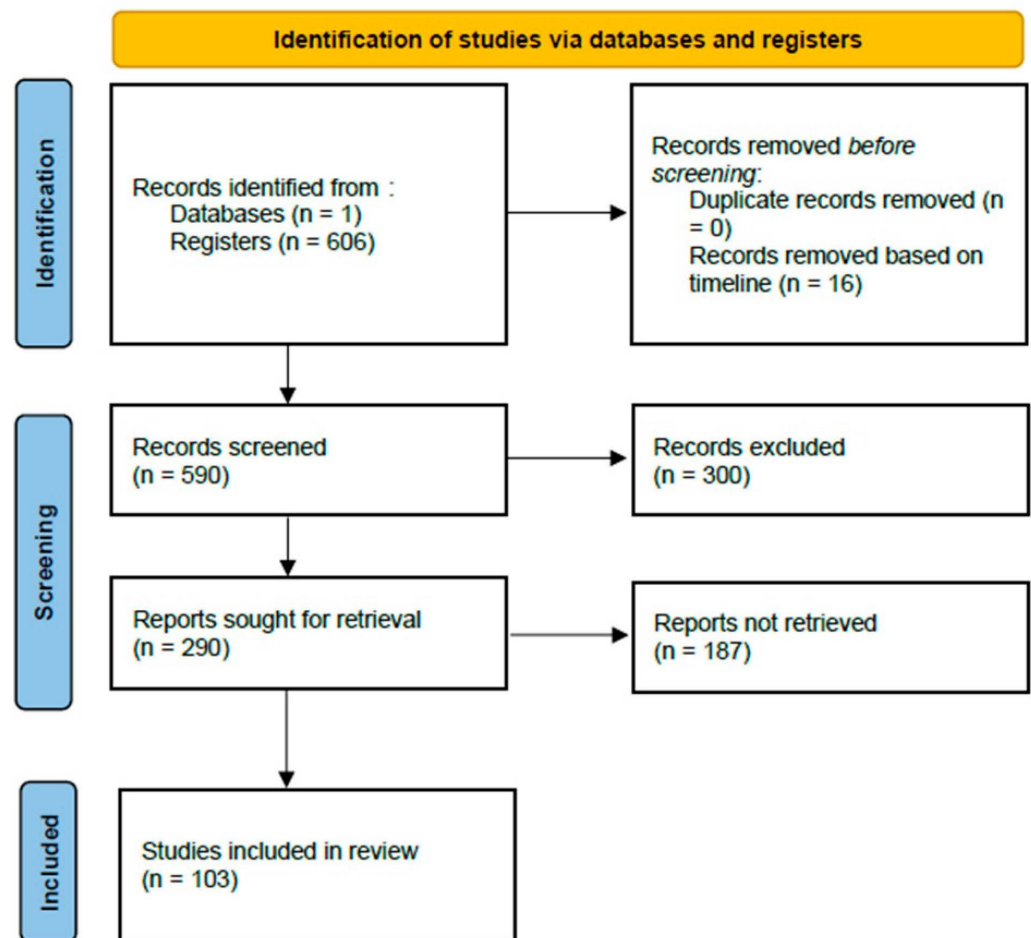 Identification of studies via databases and registers
Identification
Records identified from :
Databases (n = 1)
Registers (n = 606)
Records removed before
screening:
Duplicate records removed (n
= 0)
Records removed based on
timeline (n = 16)
Screening
Records screened
(n = 590)
Records excluded
(n = 300)
Reports sought for retrieval
(n = 290)
Reports not retrieved
(n = 187)
Included
Studies included in review
(n = 103)